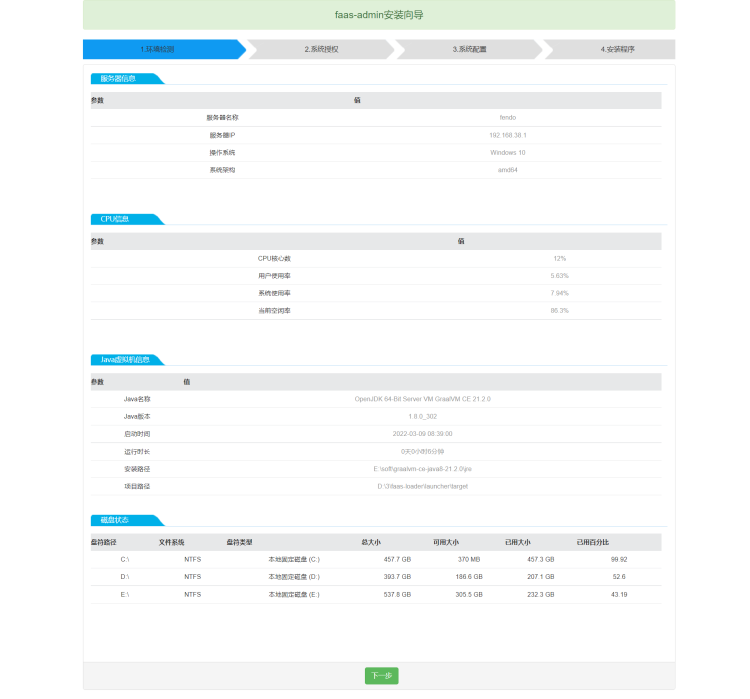 faas-admin安装向导
1.环境检测 2.系统授权 3.系统配置 4.安装程序
服务器信息
参数 值
服务器名称 fendo
服务器IP 192.168.38.1
操作系统 Windows 10
系统架构 amd64
CPU信息
参数 值
CPU核心数 12%
用户使用率 5.63%
系统使用率 7.94%
当前空闲率 86.3%
Java虚拟机信息
参数 值
Java名称 OpenJDK 64-Bit Server VM GraalVM CE 21.2.0
Java版本 1.8.0_302
启动时间 2022-03-09 08:39:00
运行时长 0天0小时6分钟
安装路径 E:\soft\graalvm-ce-java8-21.2.0\jre
项目路径 D:\3\faas-loader\launcher\target
磁盘状态
盘符路径 文件系统 盘符类型 总大小 可用大小 已用大小 已用百分比
C:\ NTFS 本地固定磁盘 (C:) 457.7 GB 370 MB 457.3 GB 99.92
D:\ NTFS 本地固定磁盘 (D:) 393.7 GB 186.6 GB 207.1 GB 52.6
E:\ NTFS 本地固定磁盘 (E:) 537.8 GB 305.5 GB 232.3 GB 43.19
下一步